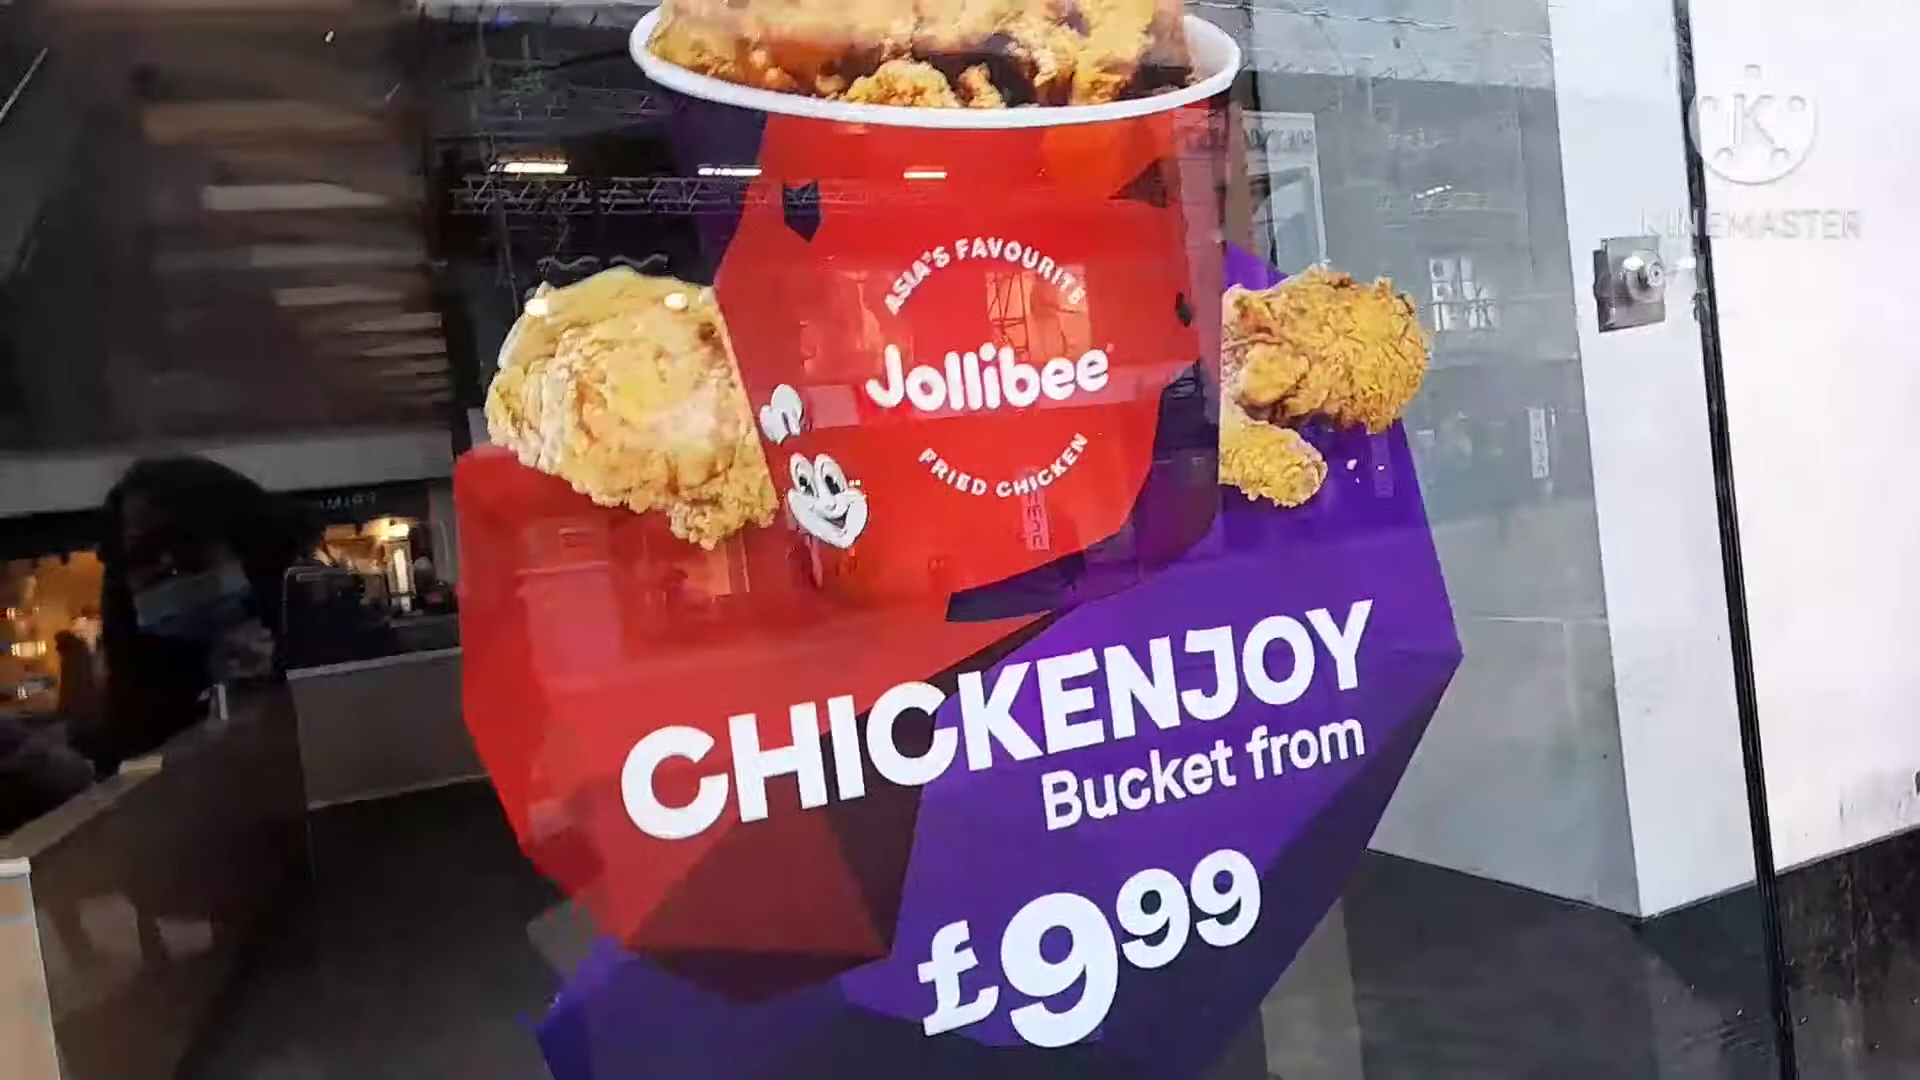 KINEMASTER
ASIA'S FAVOURITE
Jollibee
FRIED CHICKEN
CHICKENJOY
Bucket from
£9.99